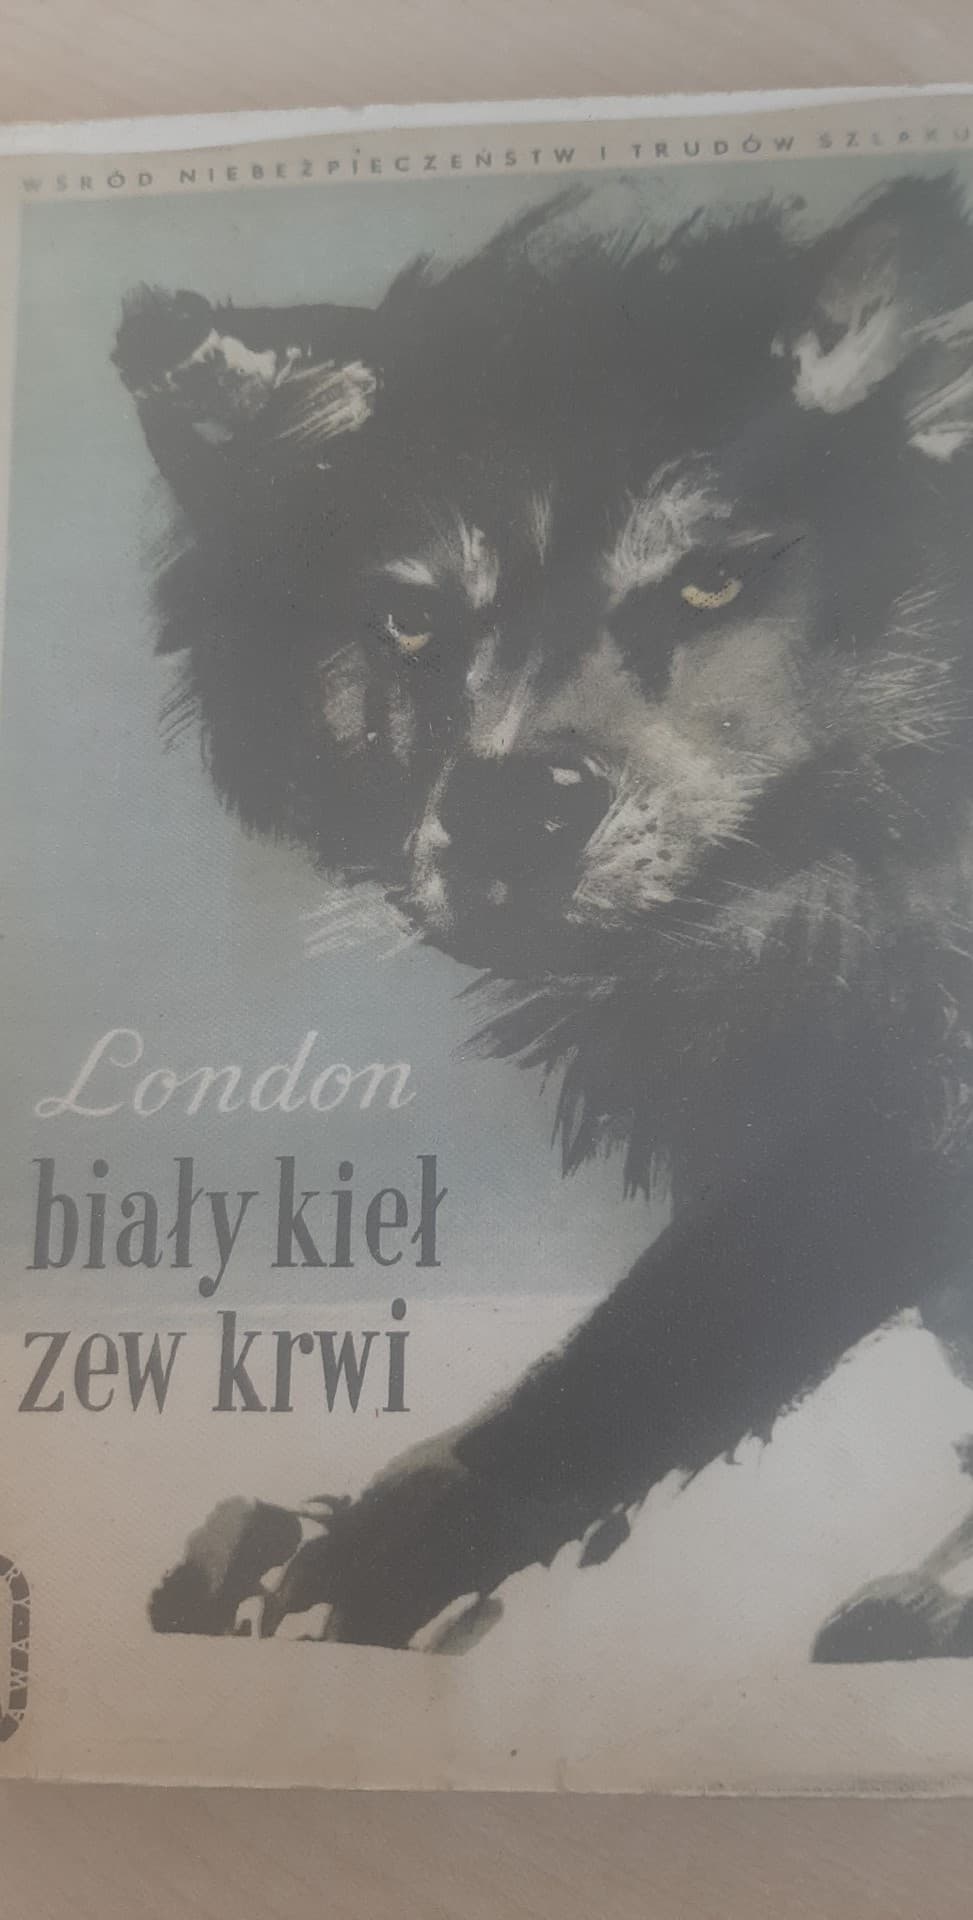 WŚRÓD NIEBEZPIECZEŃSTW I TRUDÓW SZLAKU
London
biały kieł
zew krwi